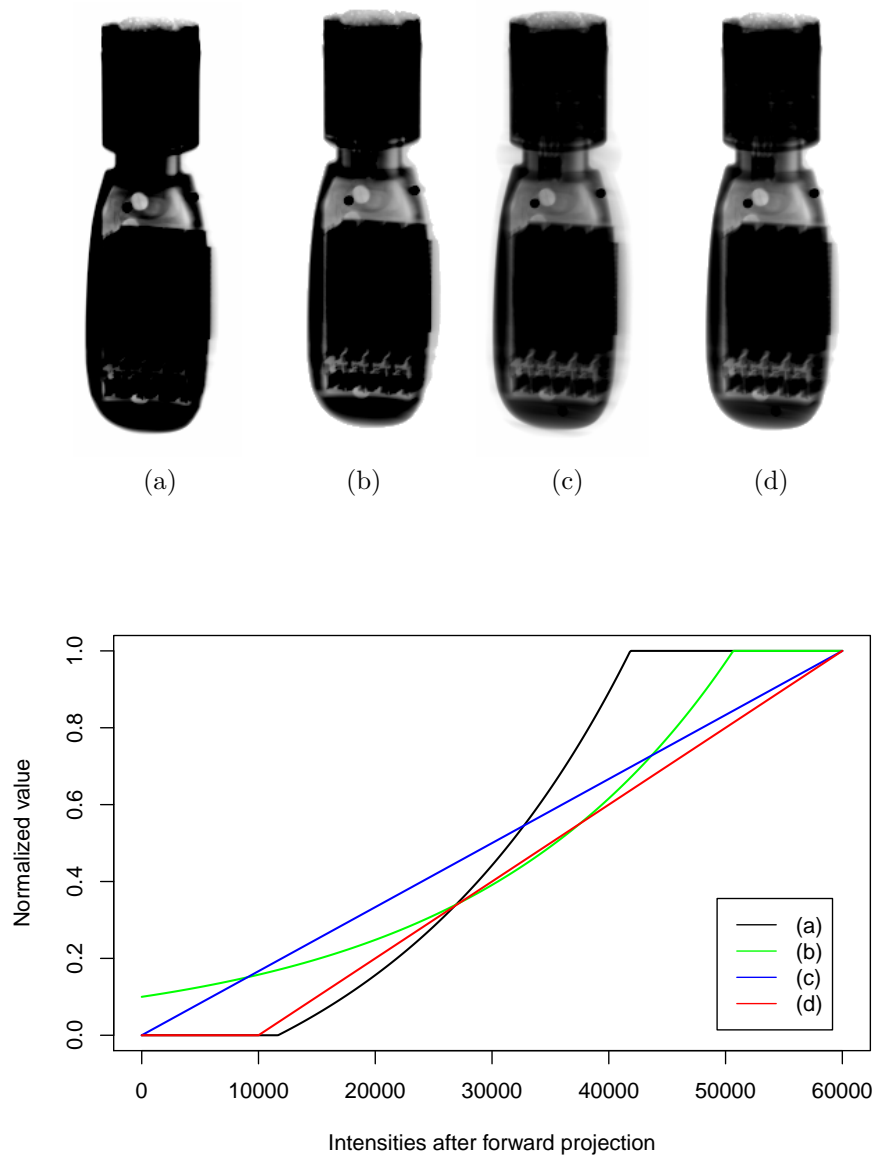 (a) (b) (c) (d)
1.0
0.8
0.6
0.4
0.2
0.0
Normalized value
(a)
(b)
(c)
(d)
0 10000 20000 30000 40000 50000 60000
Intensities after forward projection